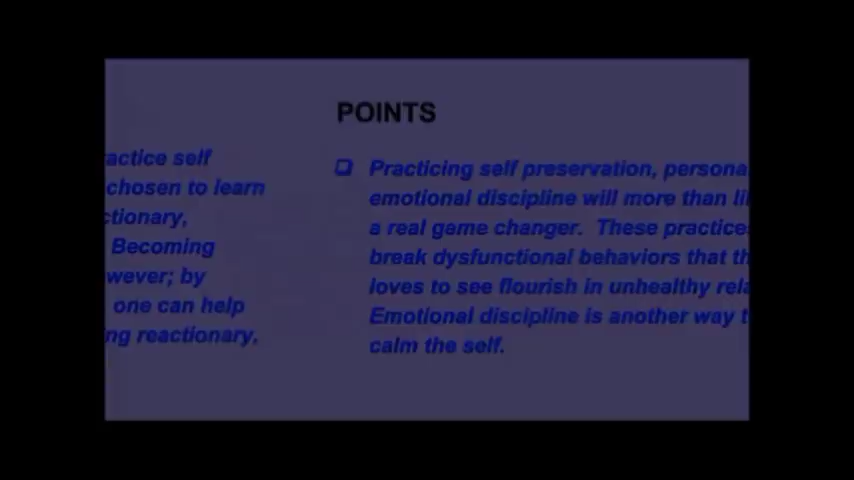 POINTS
actice self
chosen to learn
ctionary,
Becoming
wever; by
one can help
ng reactionary,
❑ Practicing self preservation, persona
emotional discipline will more than li
a real game changer. These practice
break dysfunctional behaviors that th
loves to see flourish in unhealthy rela
Emotional discipline is another way t
calm the self.